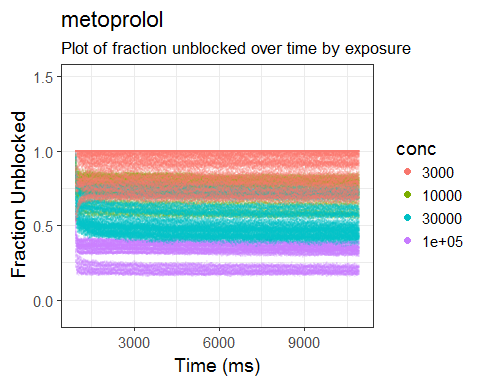 metoprolol
Plot of fraction unblocked over time by exposure
Fraction Unblocked
1.5
1.0
0.5
0.0
3000
6000
9000
Time (ms)
conc
3000
10000
30000
1e+05